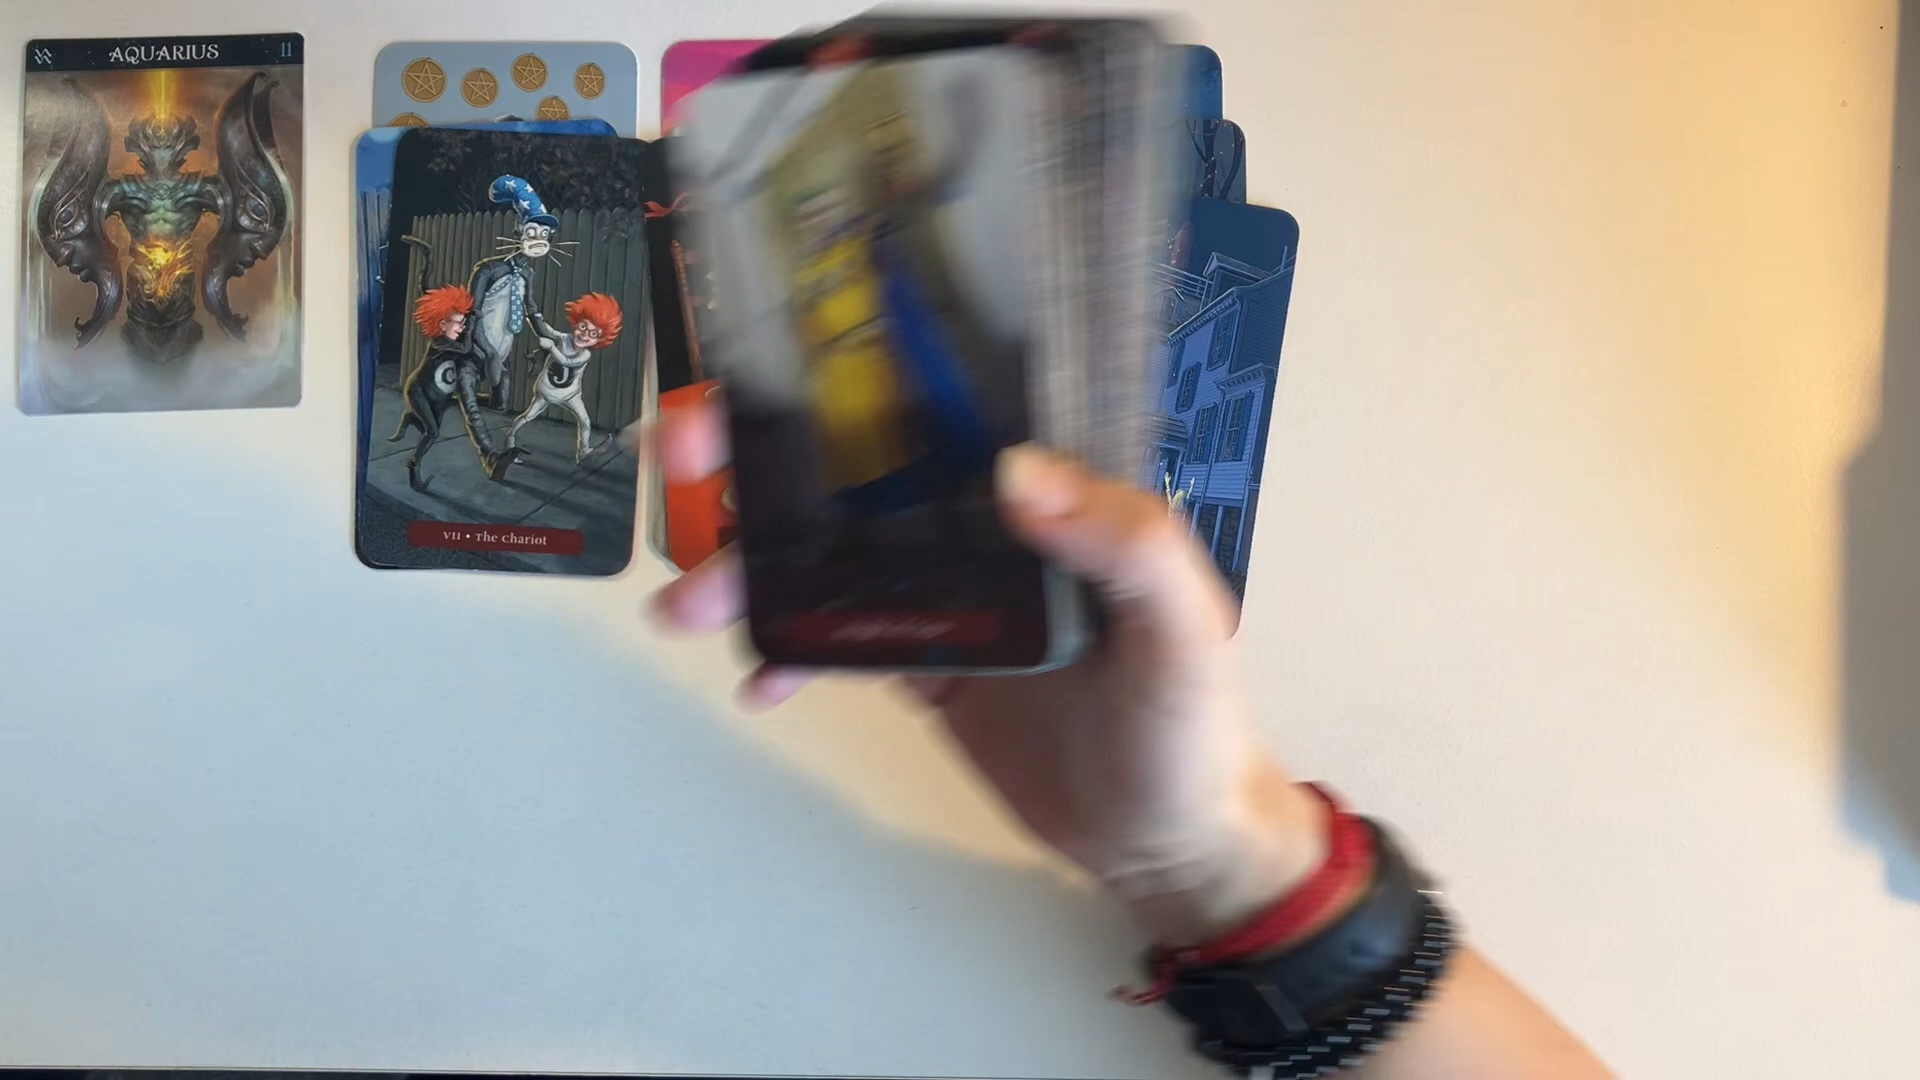 AQUARIUS 11
C
J
VII • The Chariot